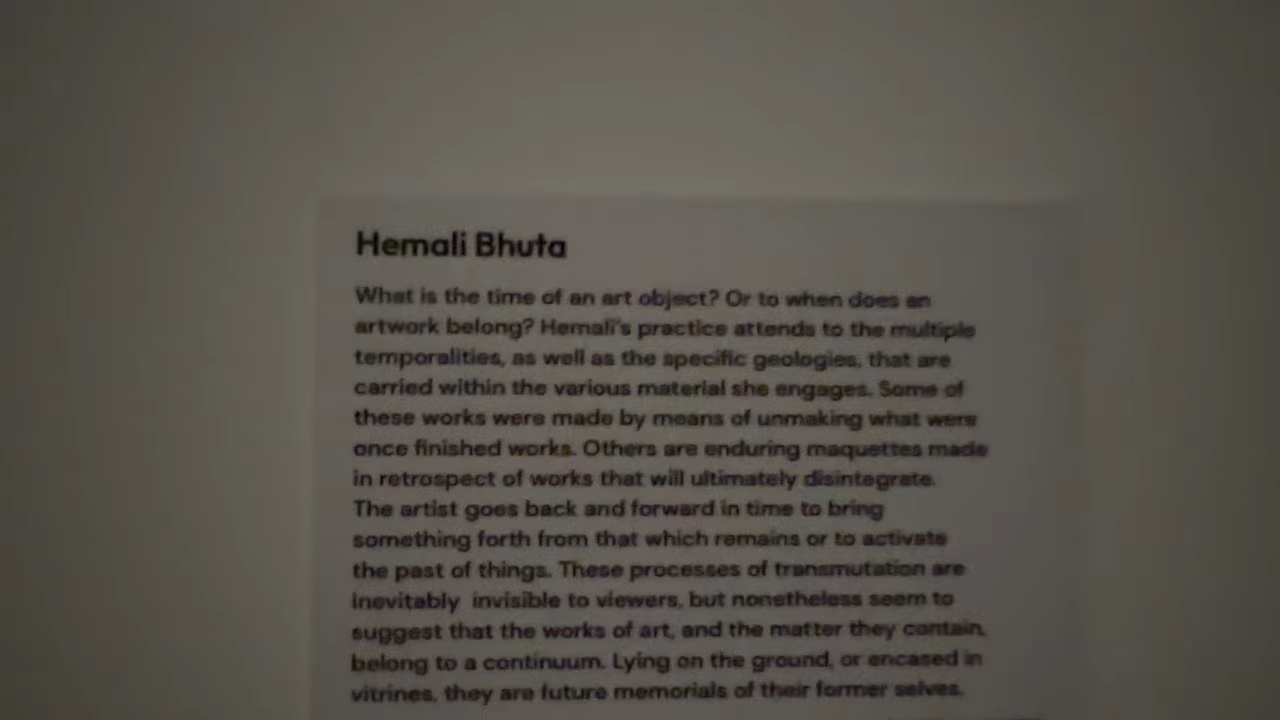 Hemali Bhuta
What is the time of an art object? Or to when does an
artwork belong? Hemali's practice attends to the multiple
temporalities, as well as the specific geologies, that are
carried within the various material she engages. Some of
these works were made by means of unmaking what were
once finished works. Others are enduring maquettes made
in retrospect of works that will ultimately disintegrate.
The artist goes back and forward in time to bring
something forth from that which remains or to activate
the past of things. These processes of transmutation are
inevitably  invisible to viewers, but nonetheless seem to
suggest that the works of art, and the matter they contain,
belong to a continuum. Lying on the ground, or encased in
vitrines, they are future memorials of their former selves.